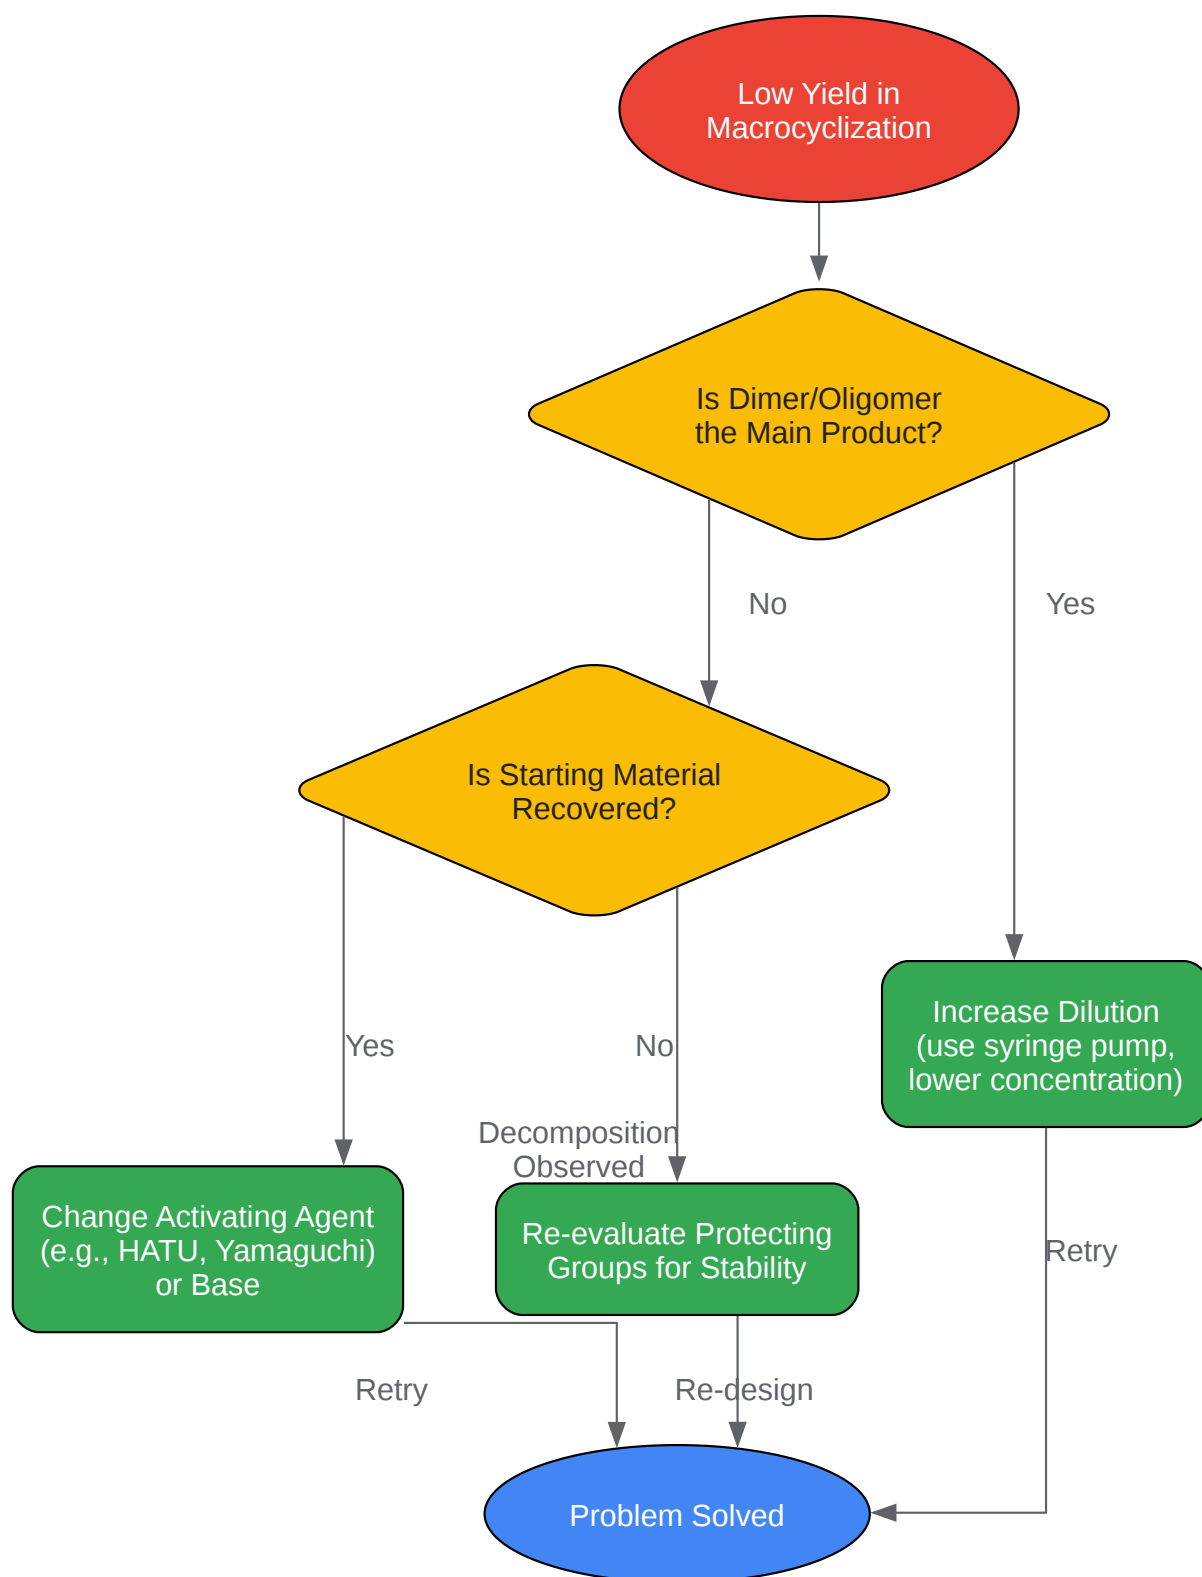 Low Yield in
Macrocyclization
Is Dimer/Oligomer
the Main Product?
No
Yes
Is Starting Material
Recovered?
Yes
No
Decomposition
Observed
Increase Dilution
(use syringe pump,
lower concentration)
Change Activating Agent
(e.g., HATU, Yamaguchi)
or Base
Re-evaluate Protecting
Groups for Stability
Retry
Retry
Re-design
Problem Solved